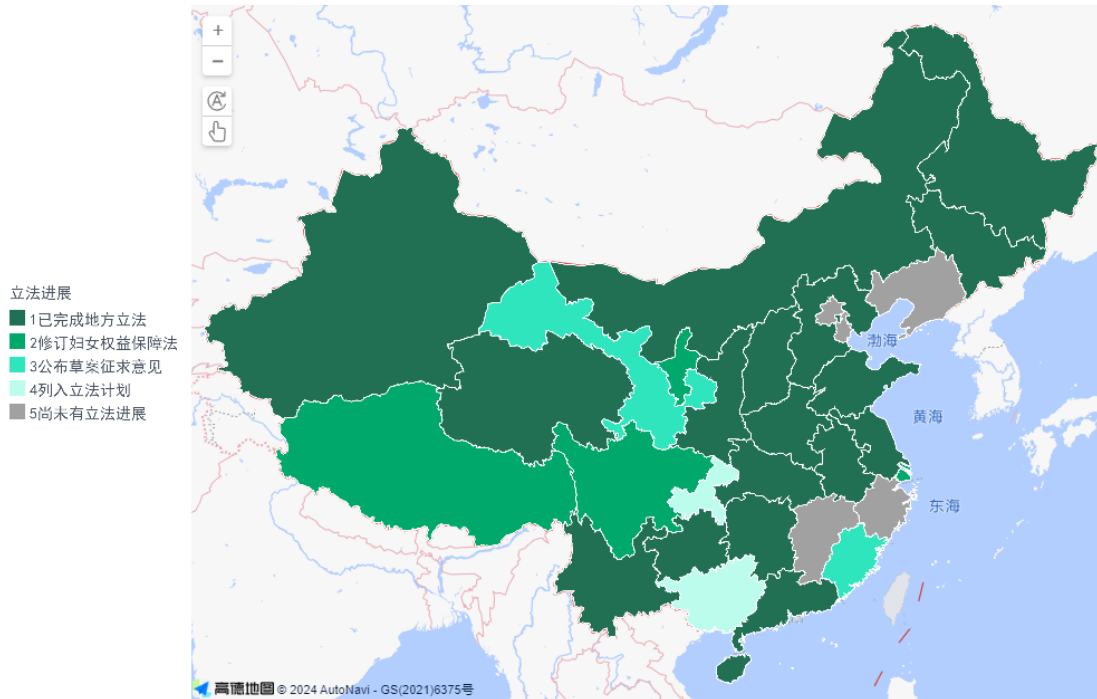 +
−
A
立法进展
1已完成地方立法
2修订妇女权益保障法
3公布草案征求意见
4列入立法计划
5尚未有立法进展
渤海
黄海
东海
高德地图 © 2024 AutoNavi - GS(2021)6375号